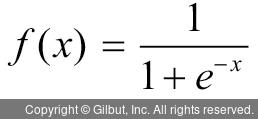 f(x) = 1 / (1 + e^{-x})
Copyright © Gilbut, Inc. All rights reserved.